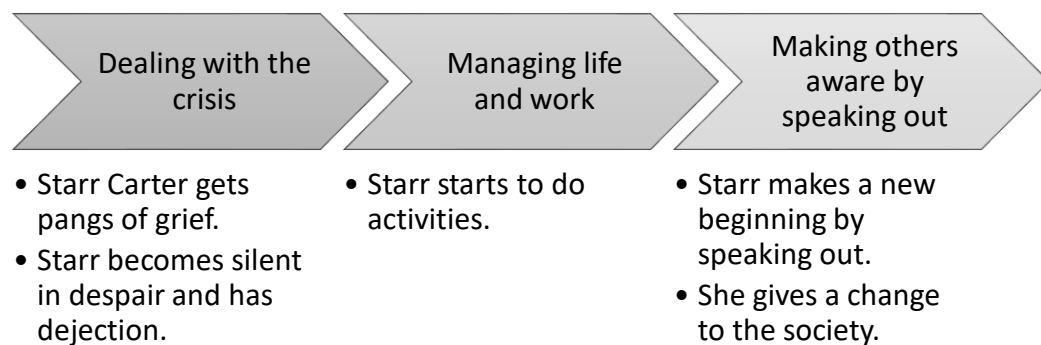 Dealing with the
crisis
Managing life
and work
Making others
aware by
speaking out
• Starr Carter gets
pangs of grief.
• Starr becomes silent
in despair and has
dejection.
• Starr starts to do
activities.
• Starr makes a new
beginning by
speaking out.
• She gives a change
to the society.